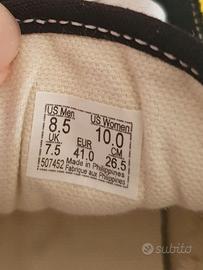 US Men US Women
8.5 10.0
UK EUR CM
7.5 41.0 26.5
507452 Made in Philippines
Fabrique aux Philippines
subito